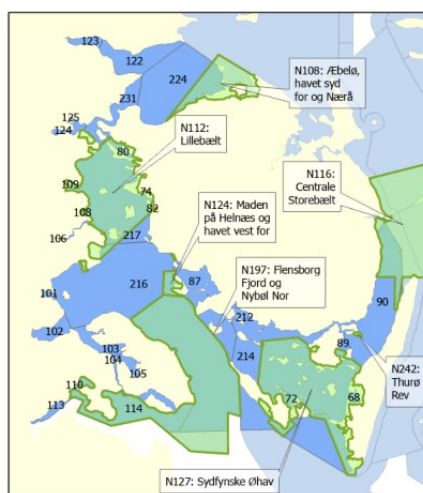 123
122
224
N108: Æbelø,
havet syd
for og Nærå
231
125
124
N112:
Lillebælt
80
N116:
Centrale
Storebælt
109
74
108
82
106
N124: Maden
på Helnæs og
havet vest for
217
N197: Flensborg
Fjord og
Nybøl Nor
101
216
87
90
102
212
103
104
105
214
89
N242:
Thurø
Rev
110
113
114
72
68
N127: Sydfynske Øhav